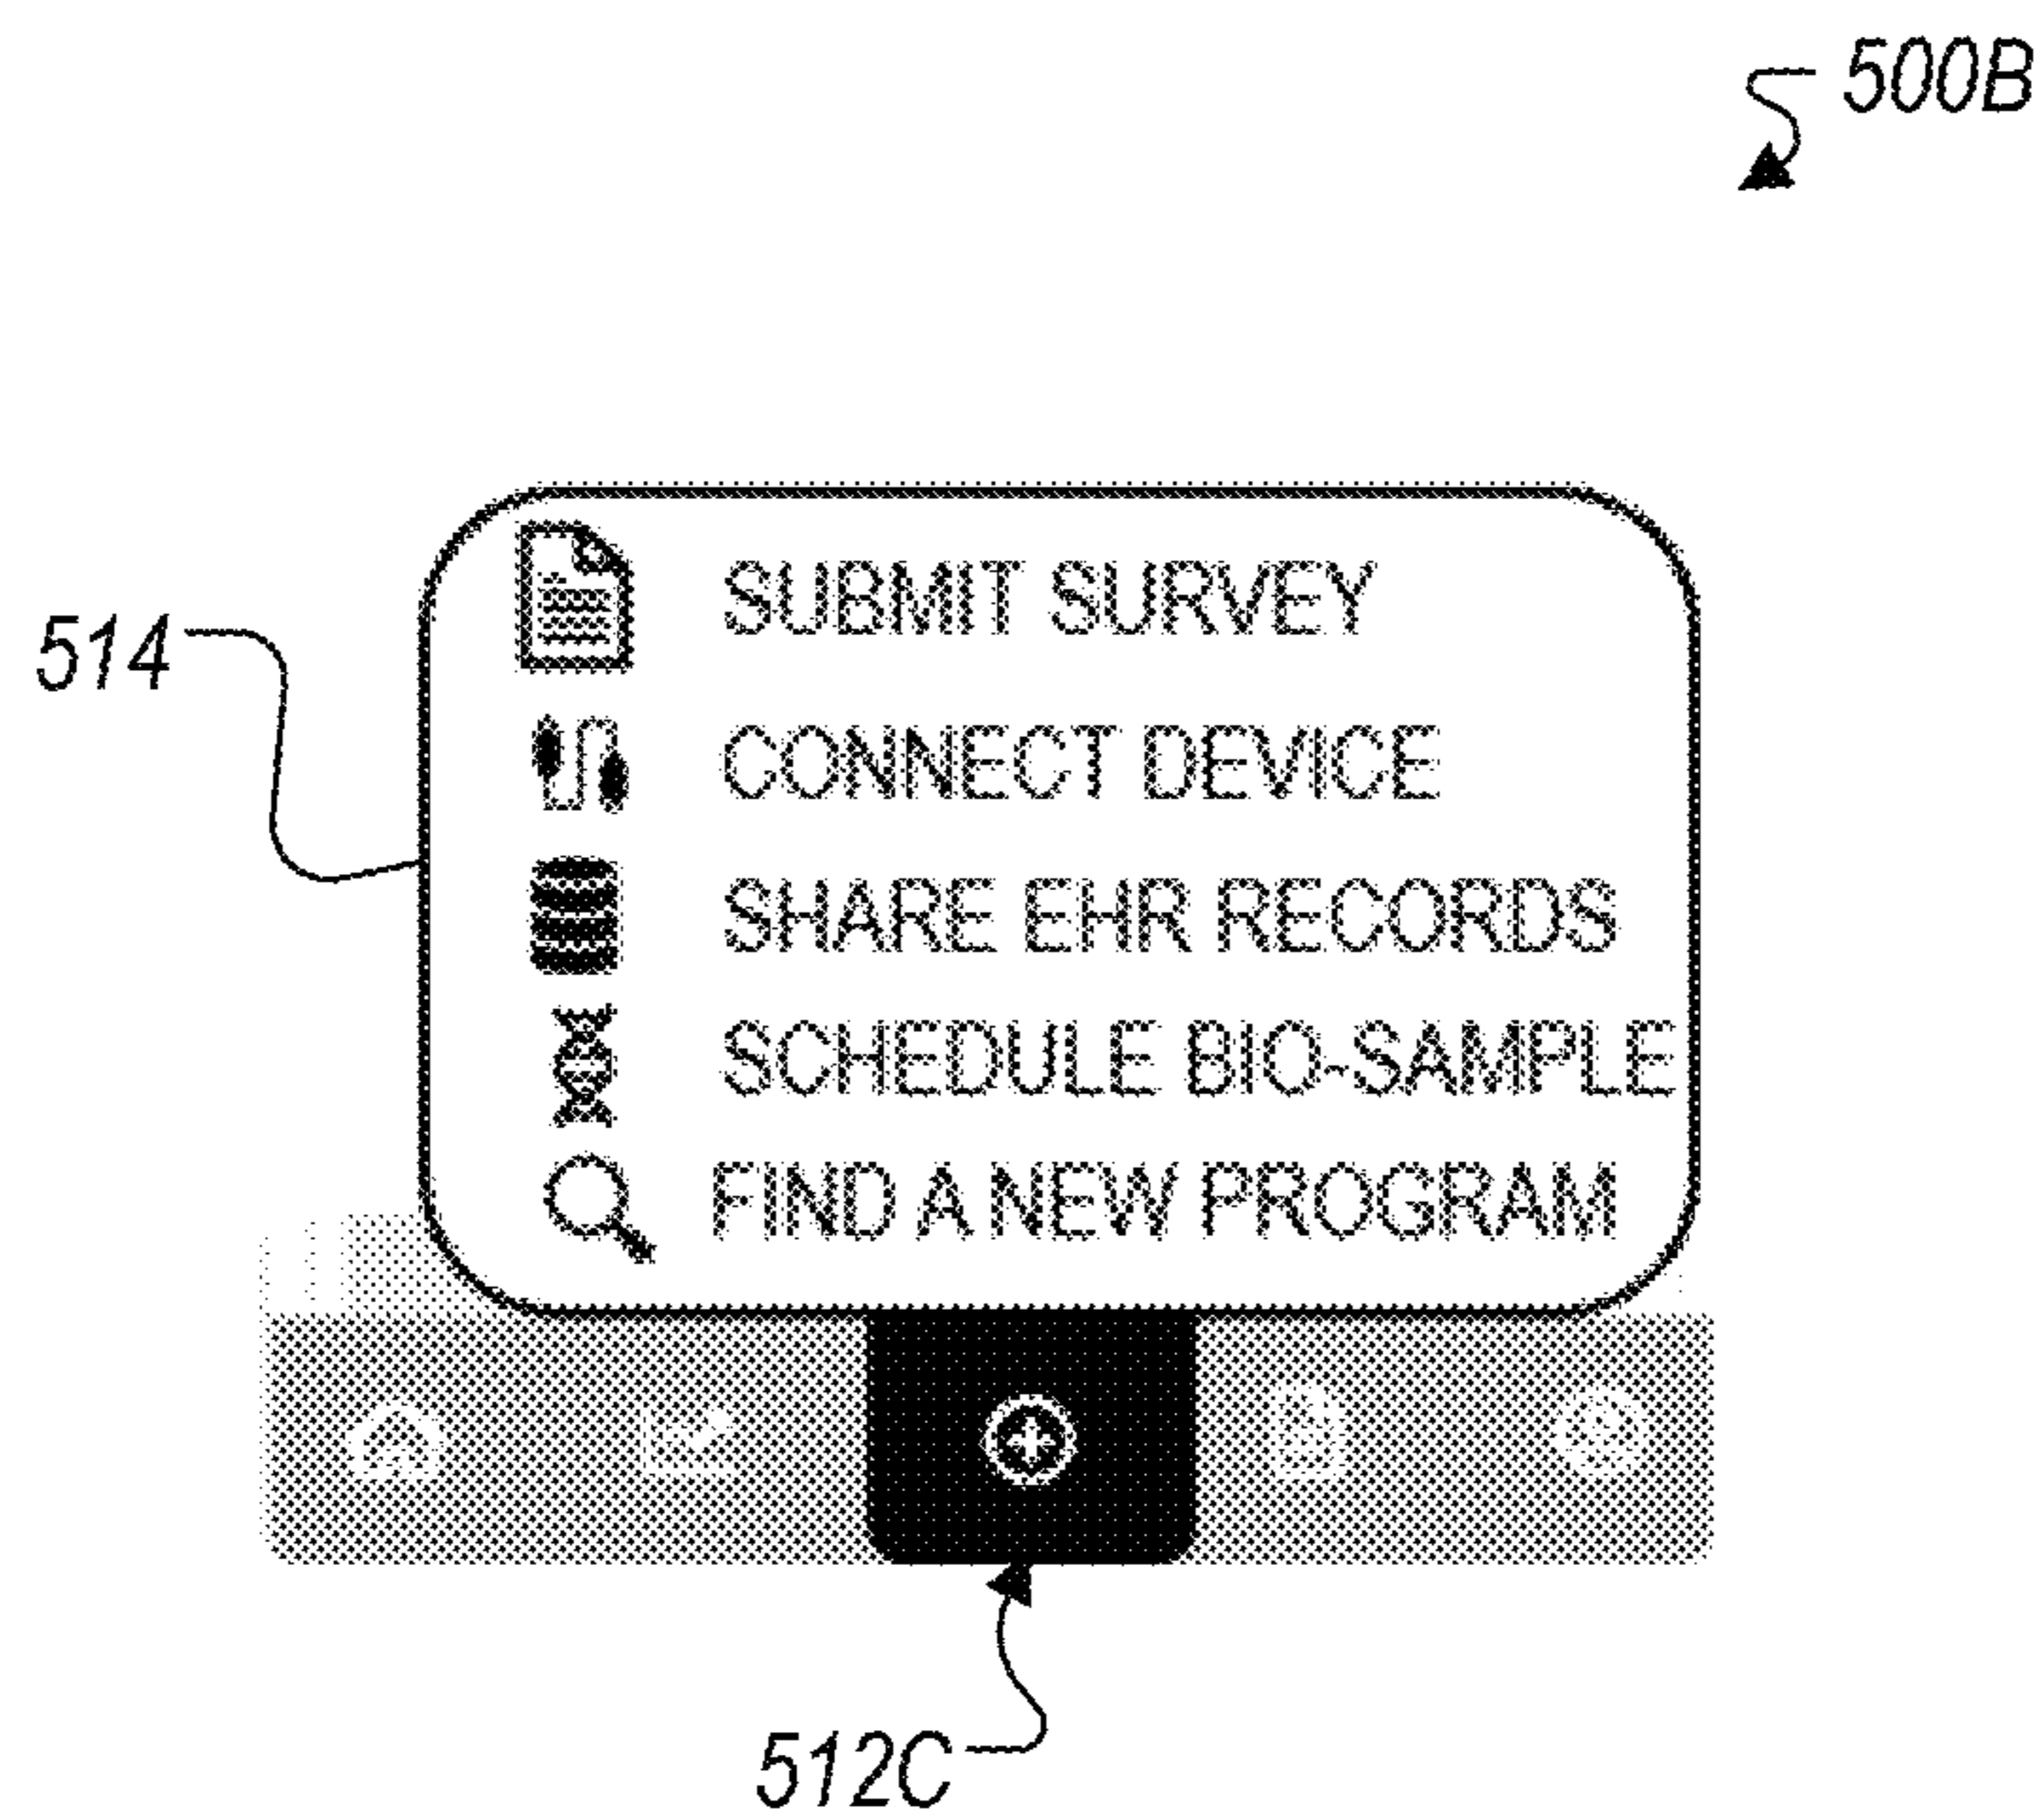 500B
SUBMIT SURVEY
514
CONNECT DEVICE
SHARE EHR RECORDS
SCHEDULE BIO-SAMPLE
FIND A NEW PROGRAM
512C